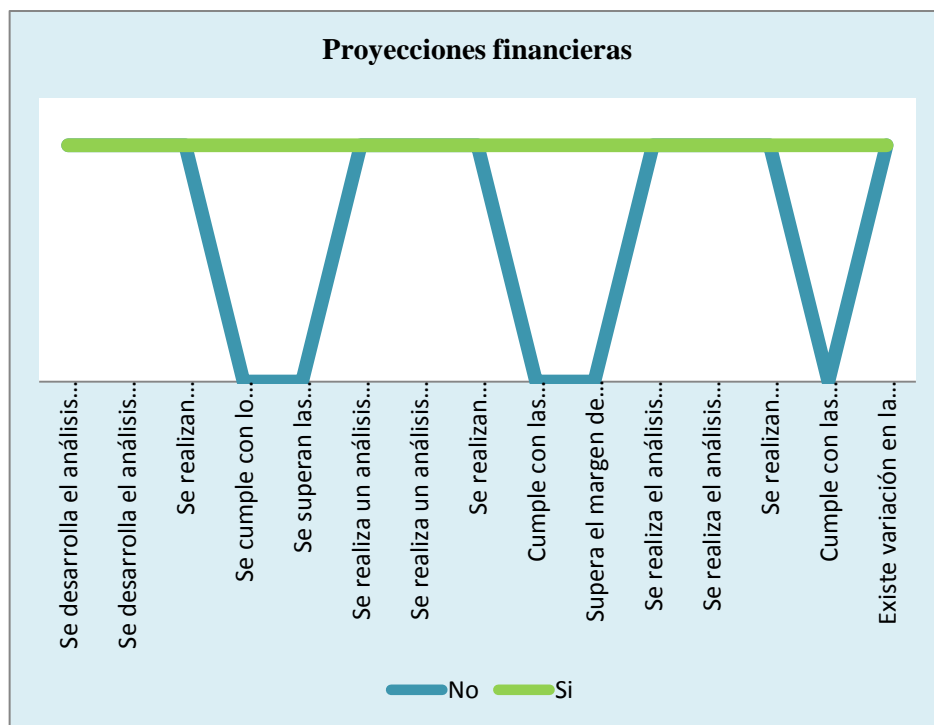 Proyecciones financieras
Se desarrolla el análisis...
Se desarrolla el análisis...
Se realizan...
Se cumple con lo...
Se superan las...
Se realiza un análisis...
Se realiza un análisis...
Se realizan...
Cumple con las...
Supera el margen de...
Se realiza el análisis...
Se realiza el análisis...
Se realizan...
Cumple con las...
Existe variación en la...
No
Si